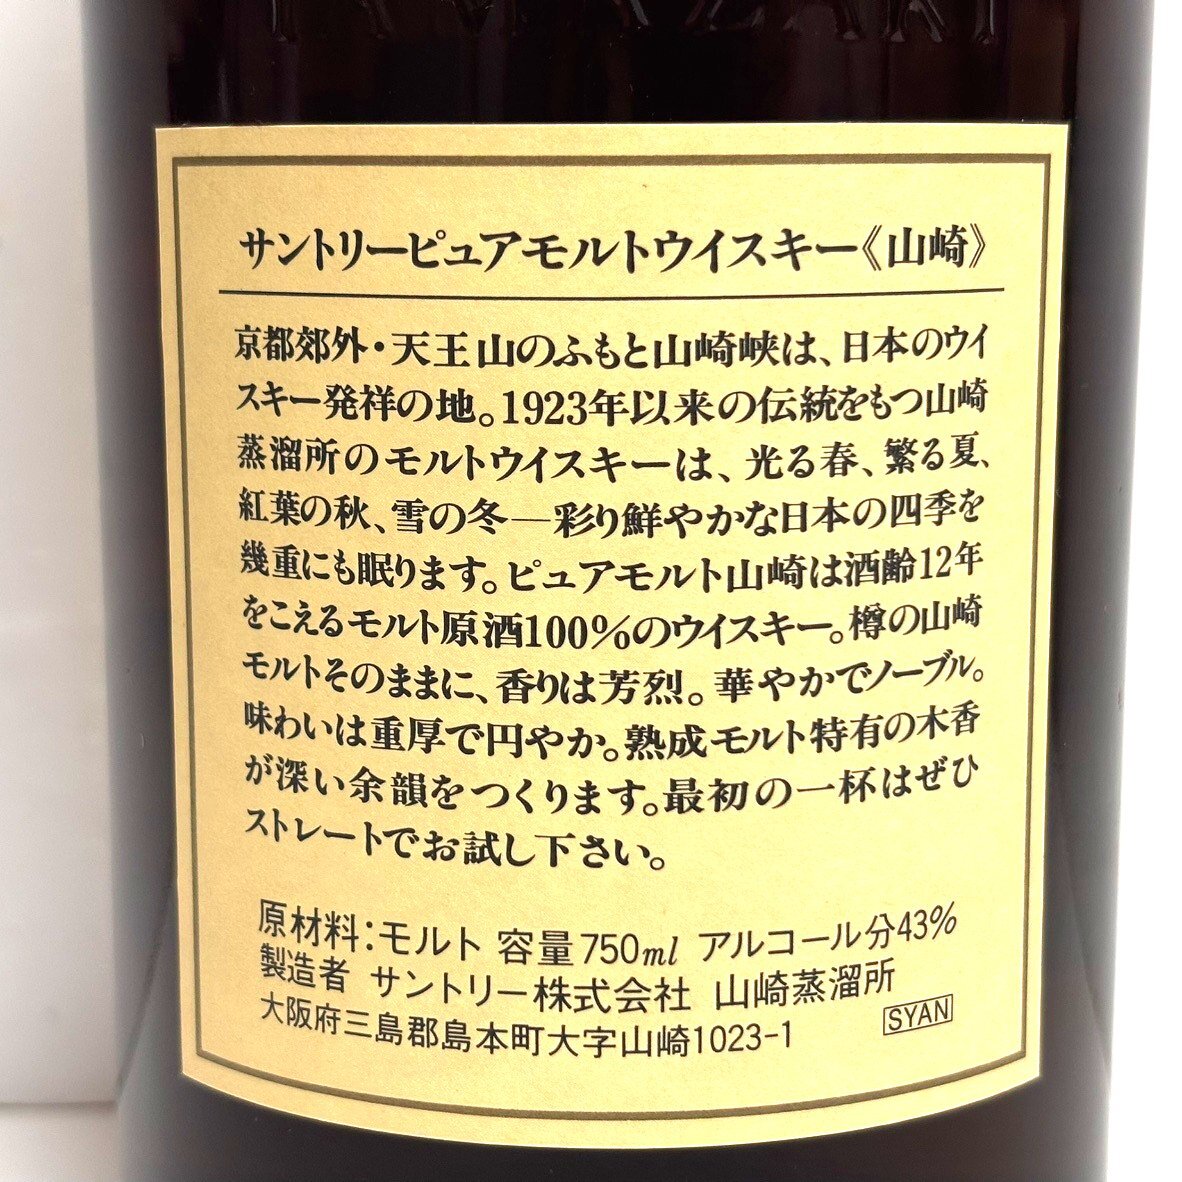 サントリーピュアモルトウイスキー《山崎》
京都郊外・天王山のふもと山崎峡は、日本のウイ
スキー発祥の地。1923年以来の伝統をもつ山崎
蒸溜所のモルトウイスキーは、光る春、繁る夏、
紅葉の秋、雪の冬―彩り鮮やかな日本の四季を
幾重にも眠ります。ピュアモルト山崎は酒齢12年
をこえるモルト原酒100%のウイスキー。樽の山崎
モルトそのままに、香りは芳烈。華やかでノーブル。
味わいは重厚で円やか。熟成モルト特有の木香
が深い余韻をつくります。最初の一杯はぜひ
ストレートでお試し下さい。
原材料:モルト 容量750ml アルコール分43%
製造者 サントリー株式会社 山崎蒸溜所
大阪府三島郡島本町大字山崎1023-1
SYAN